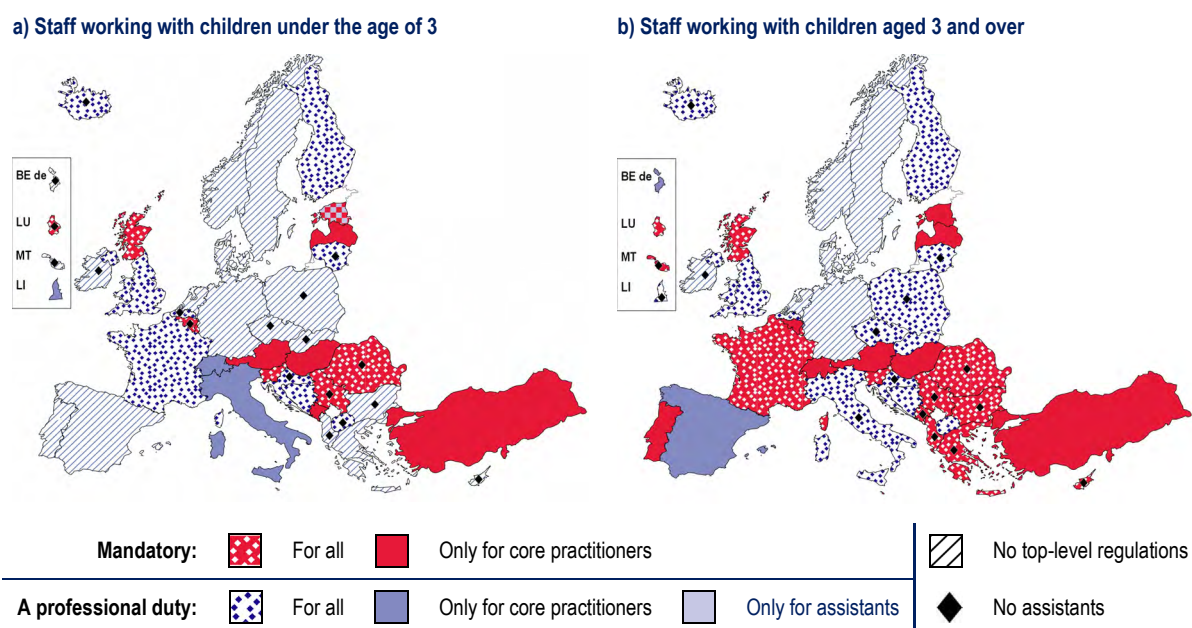 a) Staff working with children under the age of 3
b) Staff working with children aged 3 and over
BE de
LU
MT
LI
BE de
LU
MT
LI
Mandatory: For all Only for core practitioners No top-level regulations
A professional duty: For all Only for core practitioners Only for assistants No assistants